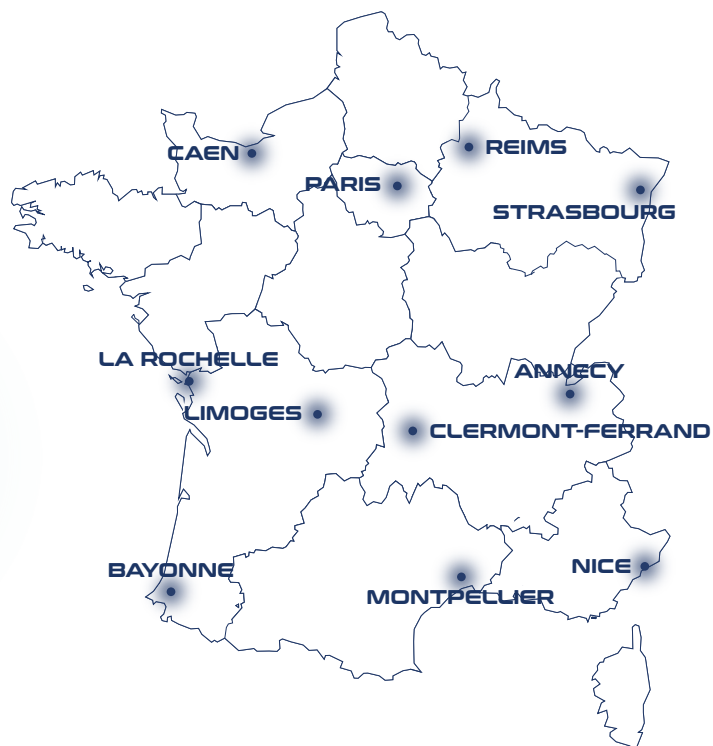 CAEN
REIMS
PARIS
STRASBOURG
LA ROCHELLE
ANNECY
LIMOGES
CLERMONT-FERRAND
BAYONNE
NICE
MONTPELLIER